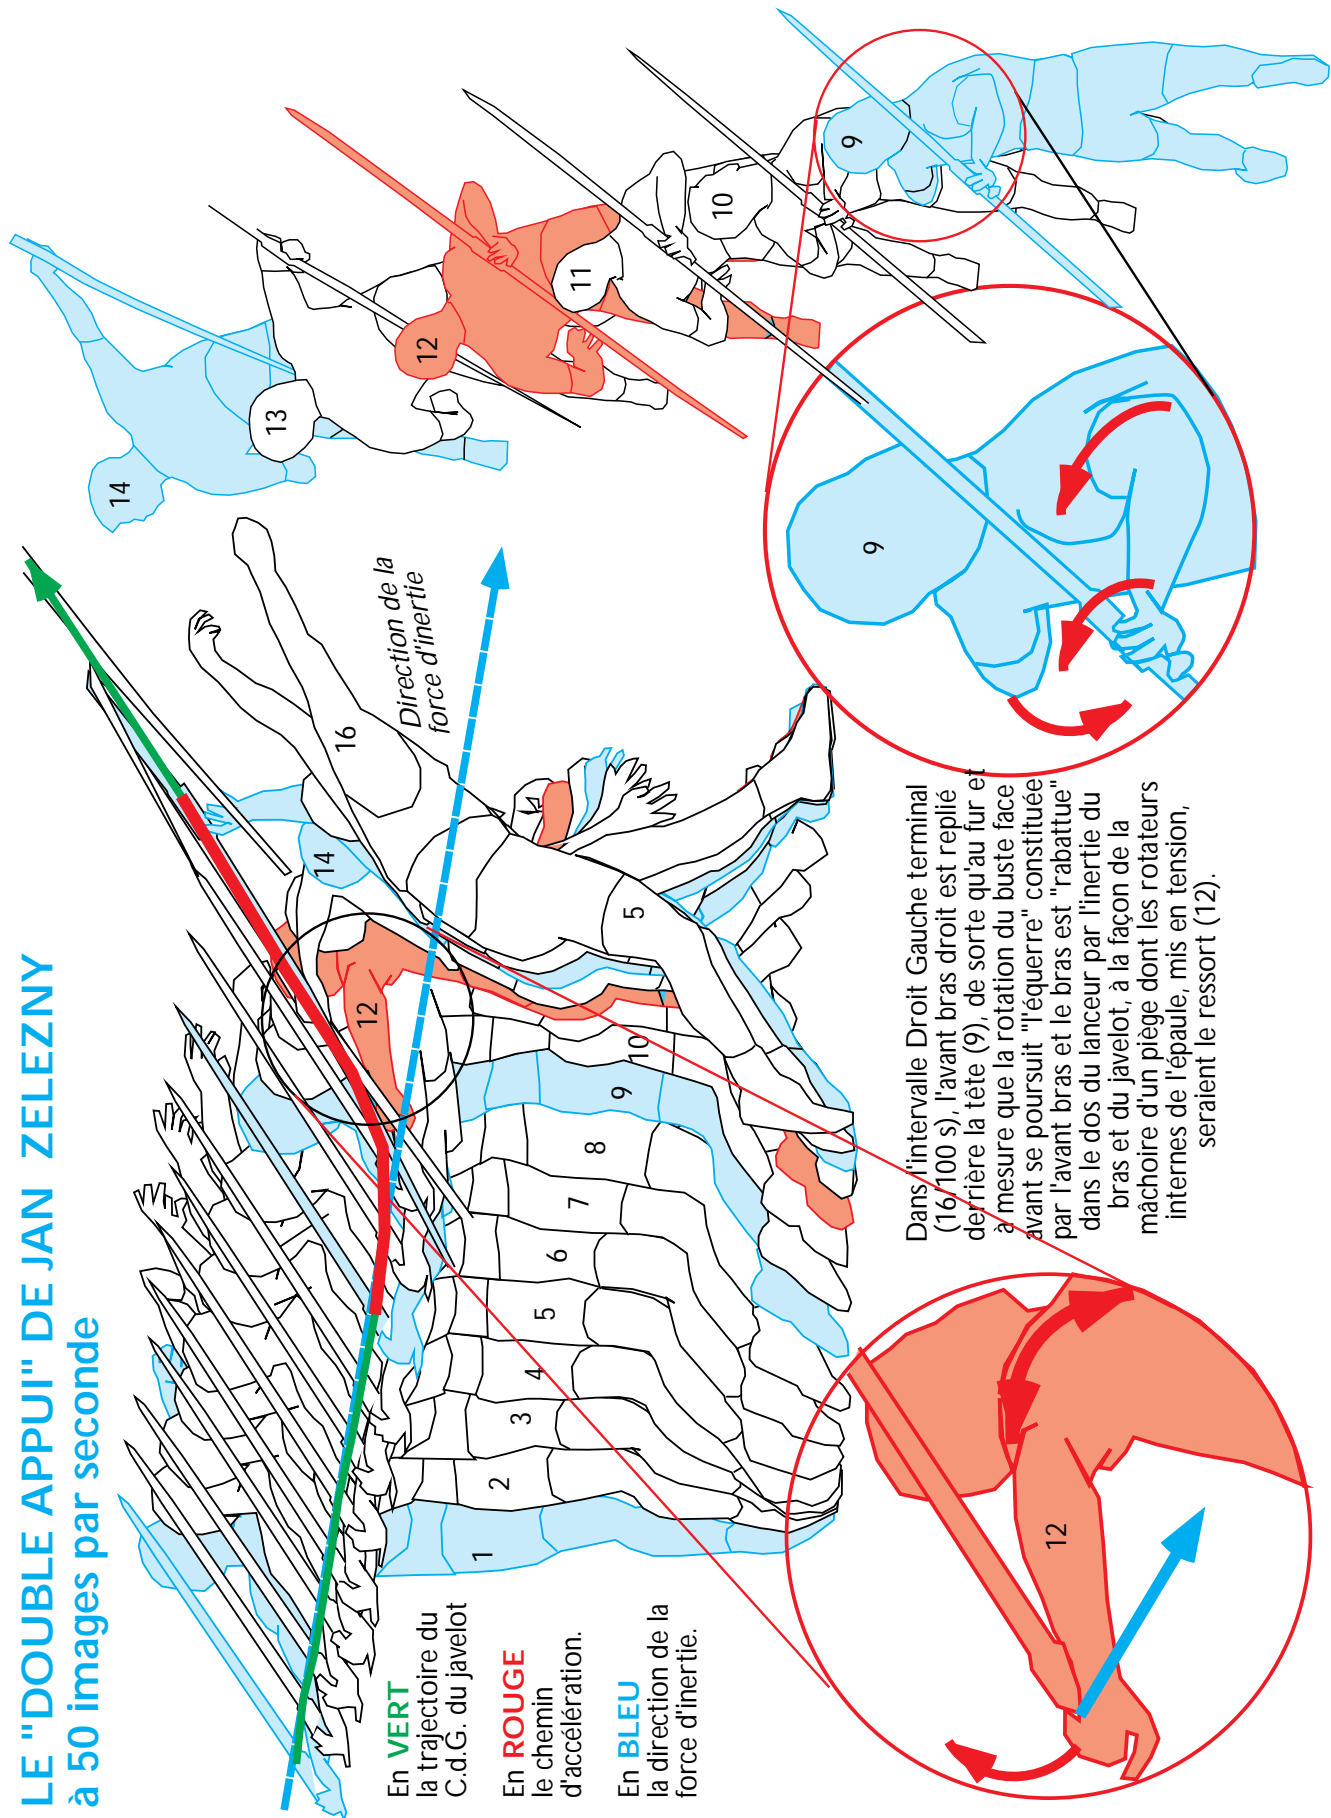 LE "DOUBLE APPUI" DE JAN ZELEZNY
à 50 images par seconde
En VERT
la trajectoire du
C.d.G. du javelot
En ROUGE
le chemin
d'accélération.
En BLEU
la direction de la
force d'inertie.
1
2
3
4
5
6
7
8
9
10
12
14
5
16
Direction de la
force d'inertie
14
13
12
11
10
9
12
Dans l'intervalle Droit Gauche terminal
(16/100 s), l'avant bras droit est replié
derrière la tête (9), de sorte qu'au fur et
à mesure que la rotation du buste face
avant se poursuit "l'équerre" constituée
par l'avant bras et le bras est "rabattue"
dans le dos du lanceur par l'inertie du
bras et du javelot, à la façon de la
mâchoire d'un piège dont les rotateurs
internes de l'épaule, mis en tension,
seraient le ressort (12).
9